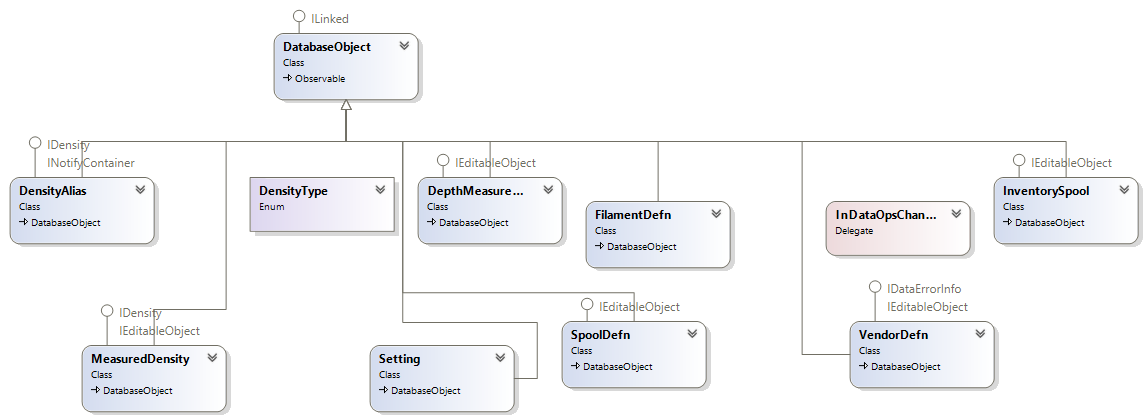 ILinked
DatabaseObject
Class
Observable
IDensity
INotifyContainer
DensityAlias
Class
DatabaseObject
DensityType
Enum
IEditableObject
DepthMeasure...
Class
DatabaseObject
FilamentDefn
Class
DatabaseObject
InDataOpsChan...
Delegate
IEditableObject
InventorySpool
Class
DatabaseObject
IDensity
IEditableObject
MeasuredDensity
Class
DatabaseObject
Setting
Class
DatabaseObject
IEditableObject
SpoolDefn
Class
DatabaseObject
IDataErrorInfo
IEditableObject
VendorDefn
Class
DatabaseObject